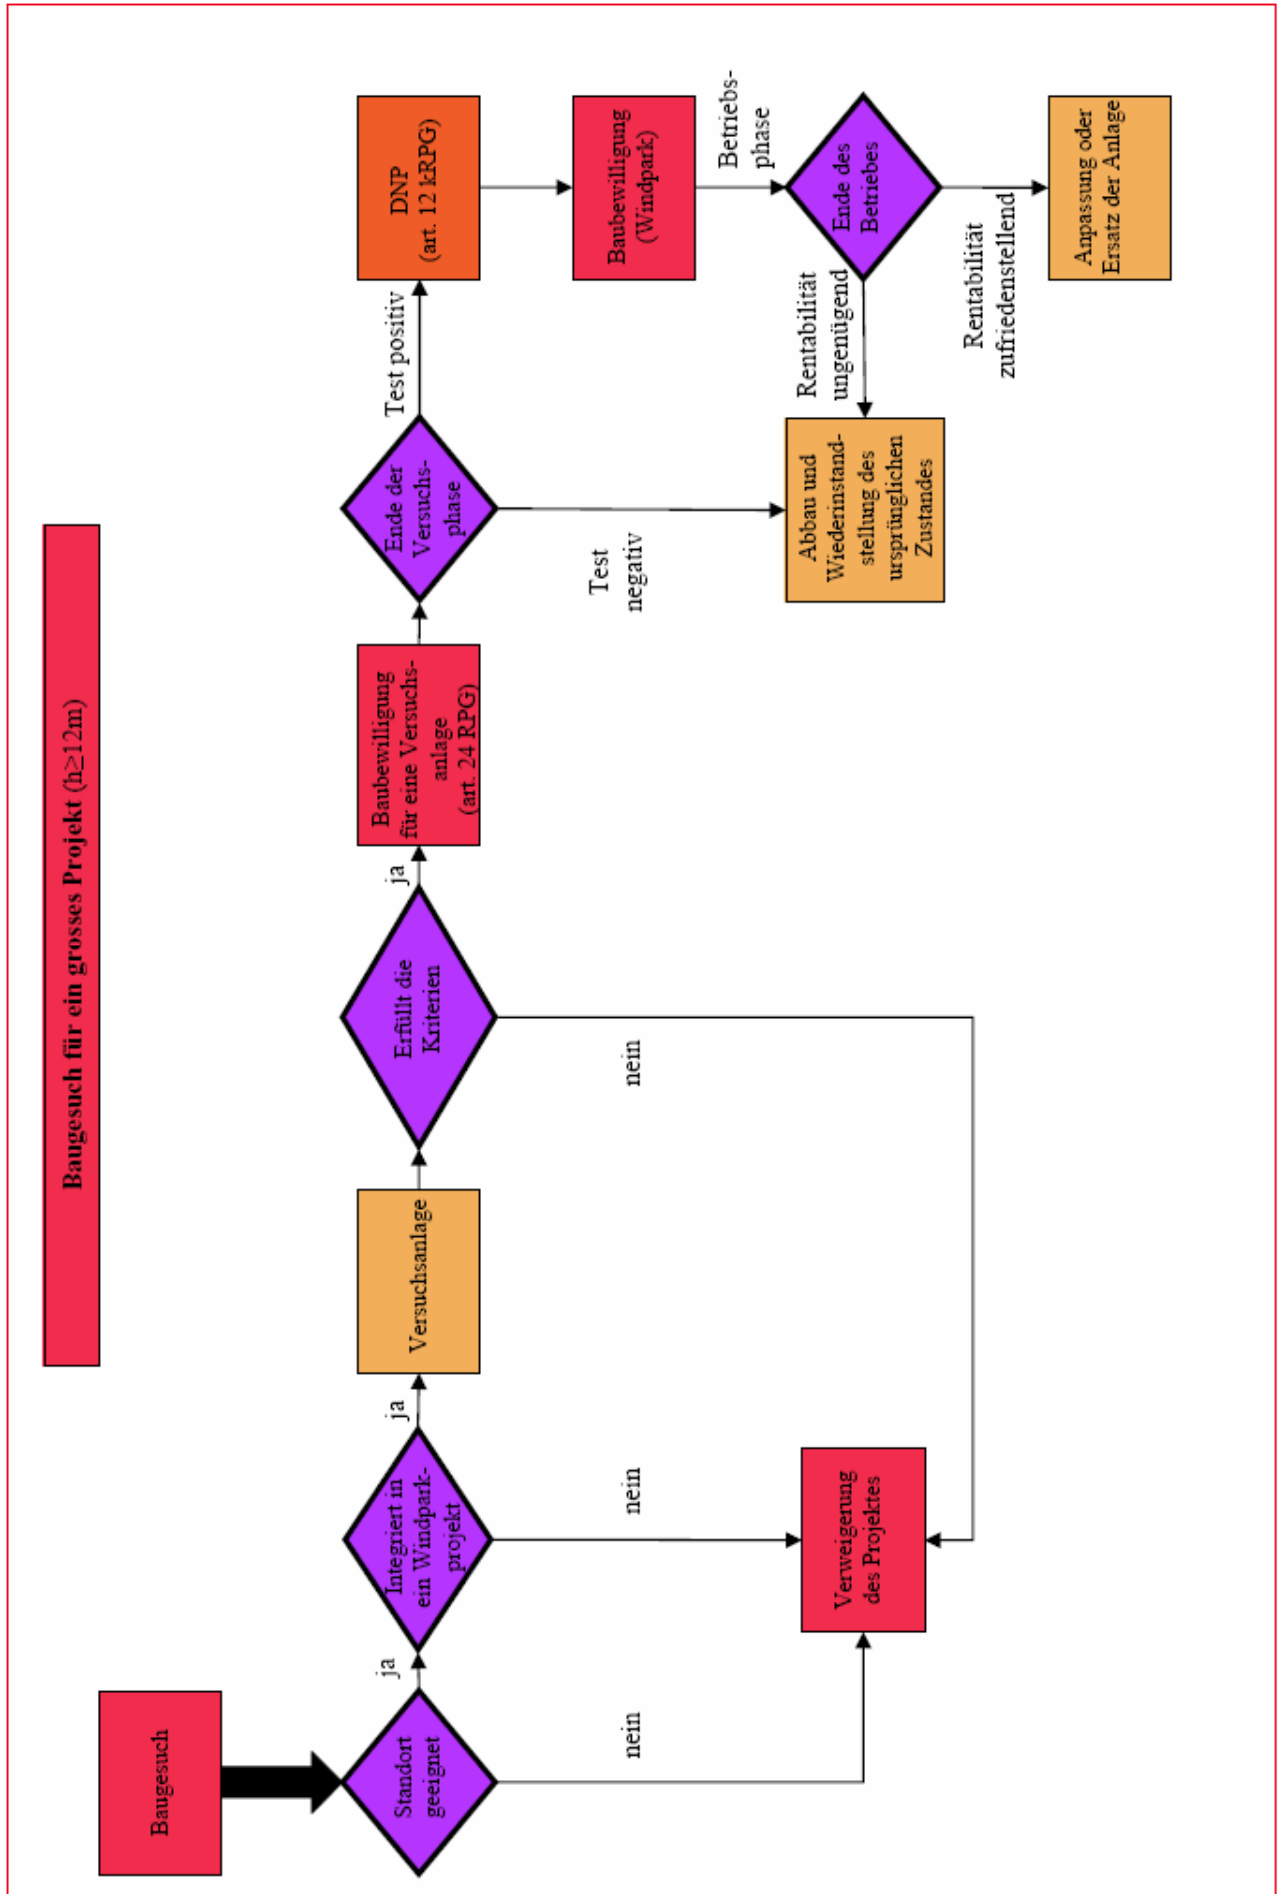 Baugesuch für ein grosses Projekt (h≥12m)
Baugesuch
Standort
geeignet
ja
nein
Integriert in
ein Windpark-
projekt
ja
nein
Versuchsanlage
Erfüllt die
Kriterien
ja
nein
Verweigerung
des Projektes
Baubewilligung
für eine Versuchs-
anlage
(art. 24 RPG)
Ende der
Versuchs-
phase
Test positiv
Test
negativ
DNP
(art. 12 kRPG)
Baubewilligung
(Windpark)
Betriebs-
phase
Ende des
Betriebes
Rentabilität
ungenügend
Abbau und
Wiederinstand-
stellung des
ursprünglichen
Zustandes
Rentabilität
zufriedenstellend
Anpassung oder
Ersatz der Anlage